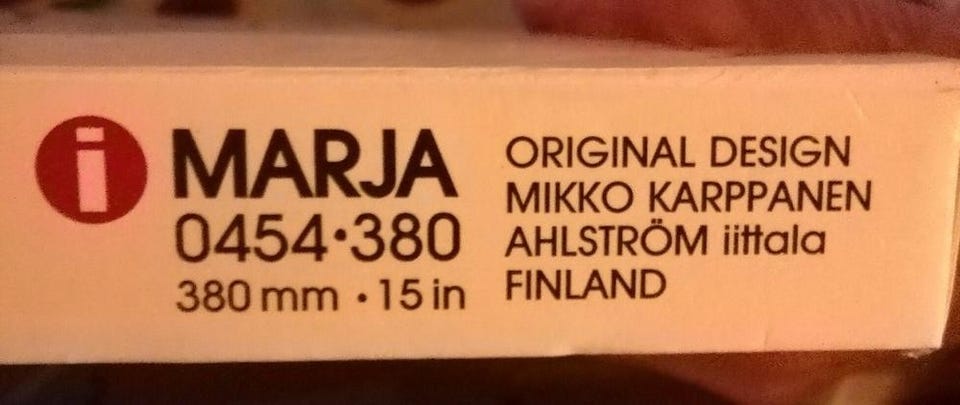 i MARJA
0454•380
380 mm • 15 in
ORIGINAL DESIGN
MIKKO KARPPANEN
AHLSTRÖM iittala
FINLAND